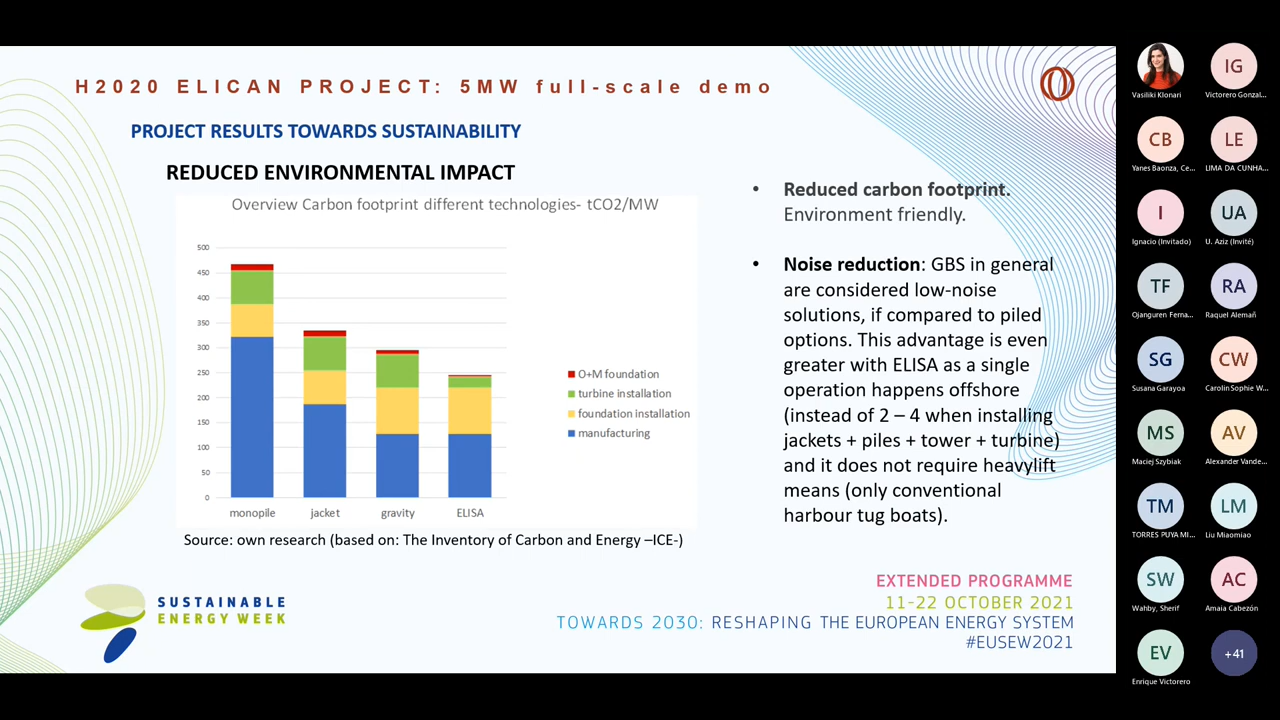 H2020 ELICAN PROJECT: 5MW full-scale demo
PROJECT RESULTS TOWARDS SUSTAINABILITY
REDUCED ENVIRONMENTAL IMPACT
Overview Carbon footprint different technologies- tCO2/MW
500
450
400
350
300
250
200
150
100
50
0
monopile jacket gravity ELISA
O+M foundation
turbine installation
foundation installation
manufacturing
Source: own research (based on: The Inventory of Carbon and Energy –ICE-)
• Reduced carbon footprint.
Environment friendly.
• Noise reduction: GBS in general
are considered low-noise
solutions, if compared to piled
options. This advantage is even
greater with ELISA as a single
operation happens offshore
(instead of 2 – 4 when installing
jackets + piles + tower + turbine)
and it does not require heavylift
means (only conventional
harbour tug boats).
SUSTAINABLE
ENERGY WEEK
EXTENDED PROGRAMME
11-22 OCTOBER 2021
TOWARDS 2030: RESHAPING THE EUROPEAN ENERGY SYSTEM
#EUSEW2021
IG
Vasiliki Klonari Victorero Gonzal...
CB LE
Yanes Baonza, Ce... LIMA DA CUNHA...
I UA
Ignacio (Invitado) U. Aziz (Invité)
TF RA
Ojanguren Ferna... Raquel Alemañ
SG CW
Susana Garayoa Carolin Sophie W...
MS AV
Maciej Szybiak Alexander Vande...
TM LM
TORRES PUYA MI... Liu Miaomiao
SW AC
Wahby, Sherif Amaia Cabezón
EV +41
Enrique Victorero